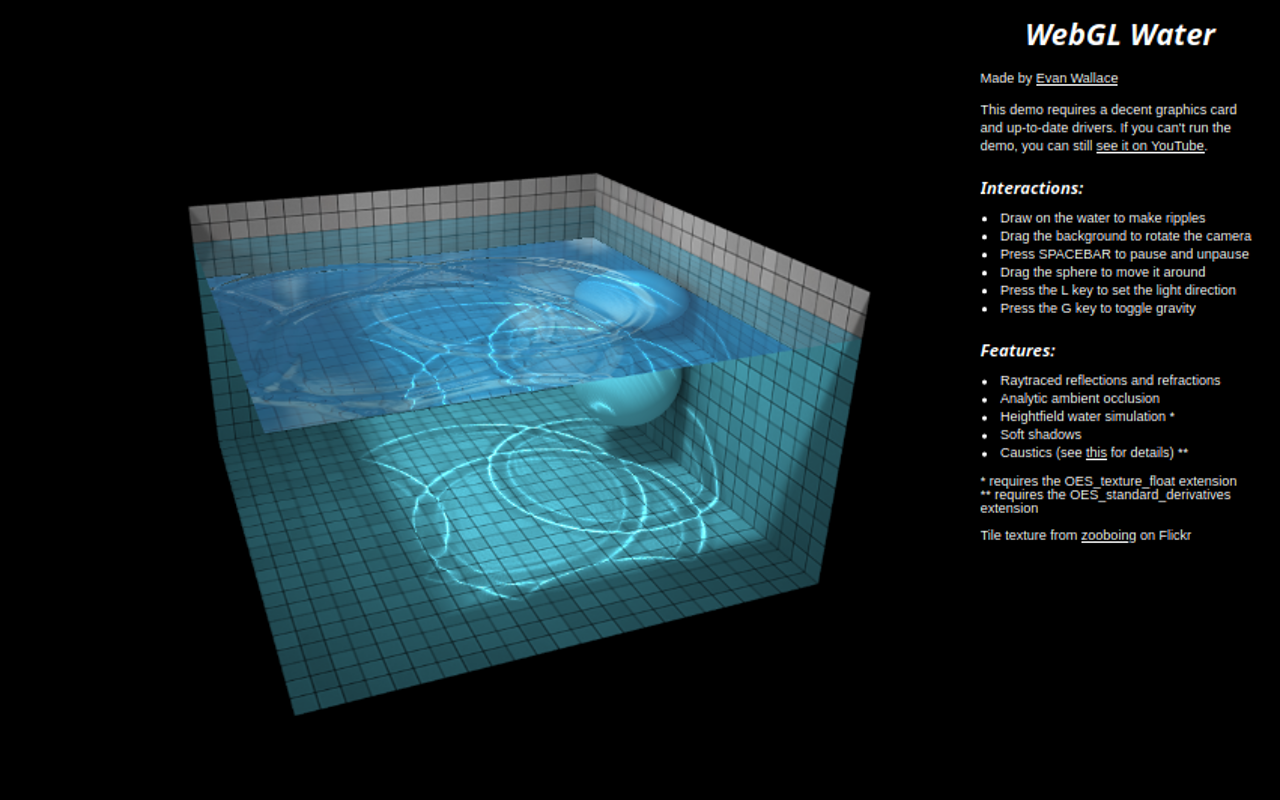 WebGL Water
Made by Evan Wallace
This demo requires a decent graphics card
and up-to-date drivers. If you can't run the
demo, you can still see it on YouTube.
Interactions:
• Draw on the water to make ripples
• Drag the background to rotate the camera
• Press SPACEBAR to pause and unpause
• Drag the sphere to move it around
• Press the L key to set the light direction
• Press the G key to toggle gravity
Features:
• Raytraced reflections and refractions
• Analytic ambient occlusion
• Heightfield water simulation *
• Soft shadows
• Caustics (see this for details) **
* requires the OES_texture_float extension
** requires the OES_standard_derivatives
extension
Tile texture from zooboing on Flickr